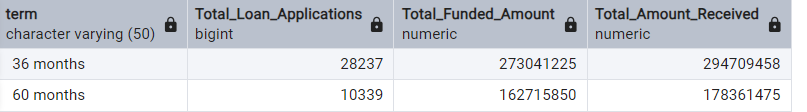 term Total_Loan_Applications Total_Funded_Amount Total_Amount_Received
character varying (50) bigint numeric numeric
36 months 28237 273041225 294709458
60 months 10339 162715850 178361475